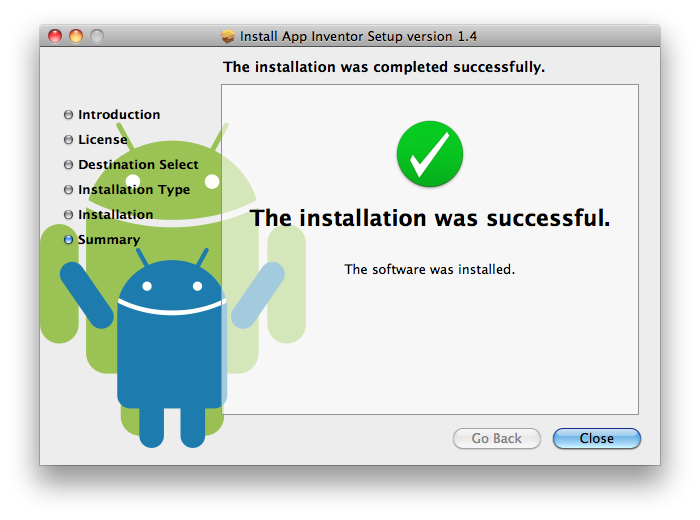 Install App Inventor Setup version 1.4
The installation was completed successfully.
Introduction
License
Destination Select
Installation Type
Installation
Summary
The installation was successful.
The software was installed.
Go Back
Close